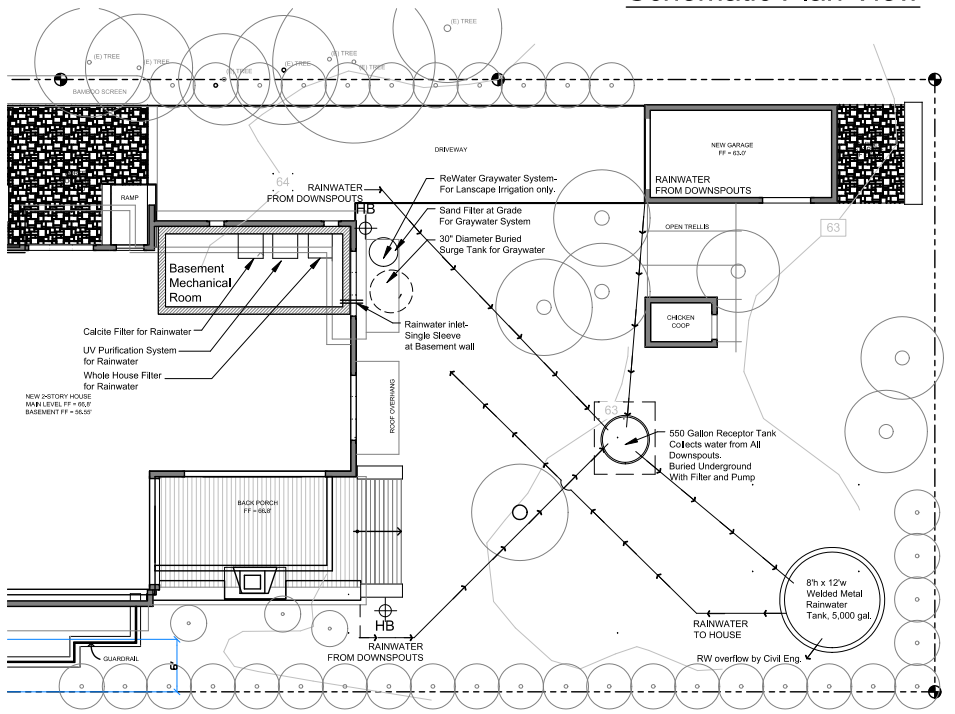 Schematic Plan View
(E) TREE
(E) TREE
(E) TREE
(E) TREE
(E) TREE
(E) TREE
BAMBOO SCREEN
DRIVEWAY
NEW GARAGE
FF = 63.0'
RAINWATER
FROM DOWNSPOUTS
64
RAINWATER
FROM DOWNSPOUTS
HB
RAMP
ReWater Graywater System-
For Lanscape Irrigation only.
Sand Filter at Grade
For Graywater System
30" Diameter Buried
Surge Tank for Graywater
OPEN TRELLIS
63
Basement
Mechanical
Room
CHICKEN
COOP
Rainwater inlet-
Single Sleeve
at Basement wall
Calcite Filter for Rainwater
UV Purification System
for Rainwater
Whole House Filter
for Rainwater
NEW 2-STORY HOUSE
MAIN LEVEL FF = 66.8'
BASEMENT FF = 56.55'
ROOF OVERHANG
63
550 Gallon Receptor Tank
Collects water from All
Downspouts.
Buried Underground
With Filter and Pump
BACK PORCH
FF = 66.8'
8'h x 12'w
Welded Metal
Rainwater
Tank, 5,000 gal.
HB
RAINWATER
TO HOUSE
RAINWATER
FROM DOWNSPOUTS
RW overflow by Civil Eng.
GUARDRAIL
6'